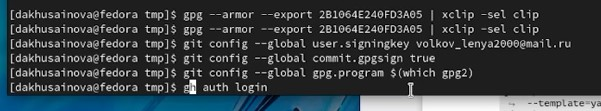 [dakhusainova@fedora tmp]$ gpg --armor --export 2B1064E240FD3A05 | xclip -sel clip
[dakhusainova@fedora tmp]$ gpg --armor --export 2B1064E240FD3A05 | xclip -sel clip
[dakhusainova@fedora tmp]$ git config --global user.signingkey volkov_lenya2000@mail.ru
[dakhusainova@fedora tmp]$ git config --global commit.gpgsign true
[dakhusainova@fedora tmp]$ git config --global gpg.program $(which gpg2)
[dakhusainova@fedora tmp]$ gh auth login
--template=ya